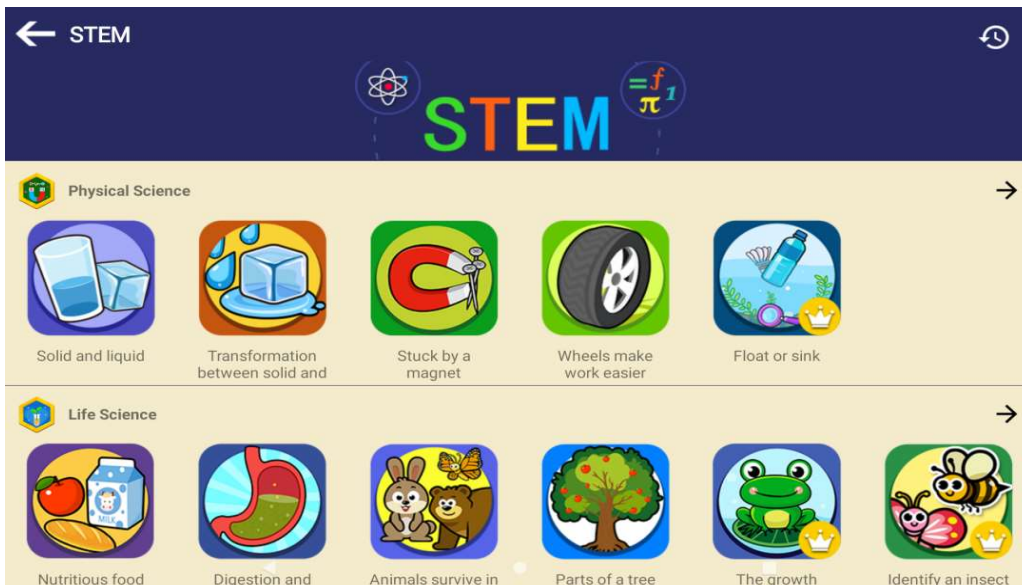 STEM
STEM
=f
π 1
Physical Science
Solid and liquid
Transformation
between solid and
Stuck by a
magnet
Wheels make
work easier
Float or sink
Life Science
MILK
Nutritious food
Digestion and
Animals survive in
Parts of a tree
The growth
Identify an insect